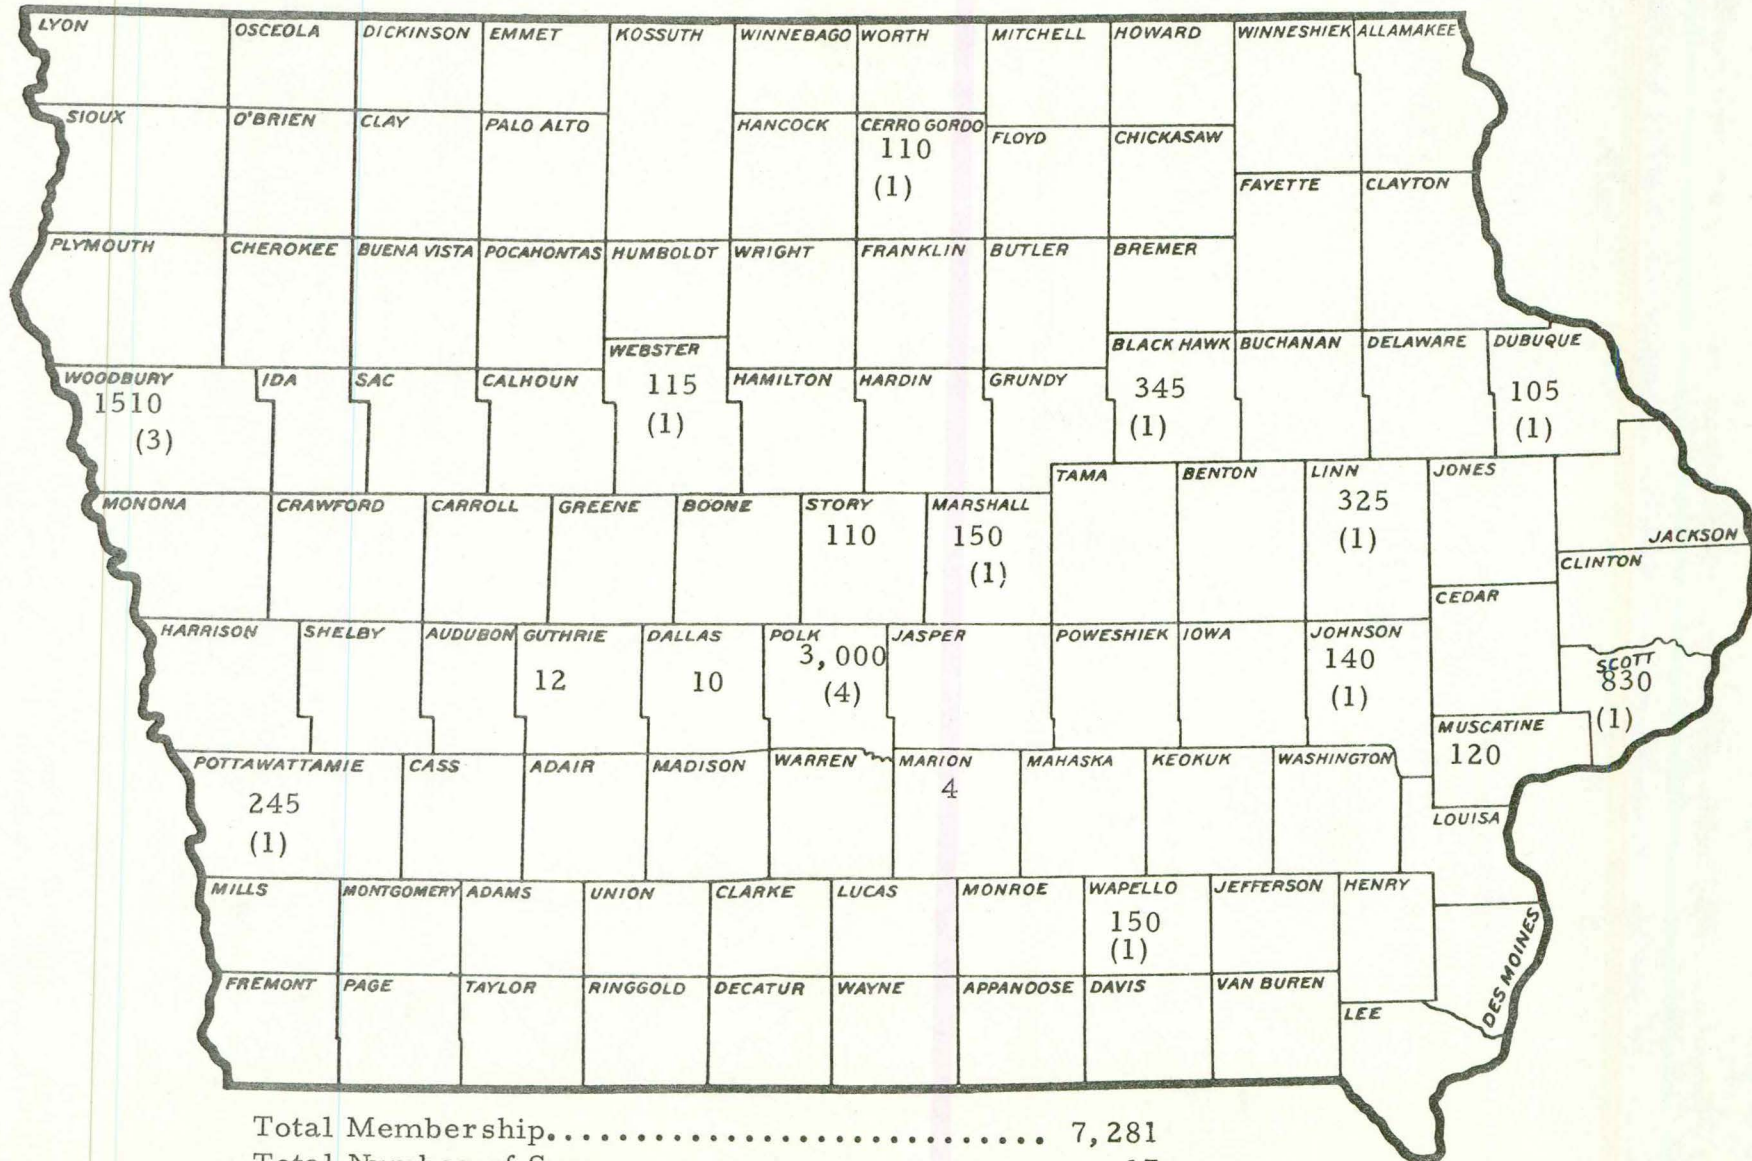 LYON OSCEOLA DICKINSON EMMET KOSSUTH WINNEBAGO WORTH MITCHELL HOWARD WINNESHIEK ALLAMAKEE
SIOUX O'BRIEN CLAY PALO ALTO HANCOCK CERRO GORDO FLOYD CHICKASAW
110
(1)
FAYETTE CLAYTON
PLYMOUTH CHEROKEE BUENA VISTA POCAHONTAS HUMBOLDT WRIGHT FRANKLIN BUTLER BREMER
WEBSTER BLACK HAWK BUCHANAN DELAWARE DUBUQUE
WOODBURY IDA SAC CALHOUN 115 HAMILTON HARDIN GRUNDY 345 105
1510 (1) (1) (1)
(3)
TAMA BENTON LINN JONES
MONONA CRAWFORD CARROLL GREENE BOONE STORY MARSHALL 325
110 150 (1) JACKSON
(1) CLINTON
CEDAR
HARRISON SHELBY AUDUBON GUTHRIE DALLAS POLK JASPER POWESHIEK IOWA JOHNSON
3,000 140 SCOTT
12 10 (4) (1) 830
MUSCATINE (1)
POTTAWATTAMIE CASS ADAIR MADISON WARREN MARION MAHASKA KEOKUK WASHINGTON 120
245 4
(1) LOUISA
MILLS MONTGOMERY ADAMS UNION CLARKE LUCAS MONROE WAPELLO JEFFERSON HENRY
150
(1) DES MOINES
FREMONT PAGE TAYLOR RINGGOLD DECATUR WAYNE APPANOOSE DAVIS VAN BUREN
LEE
Total Membership............................ 7,281
Total Number of